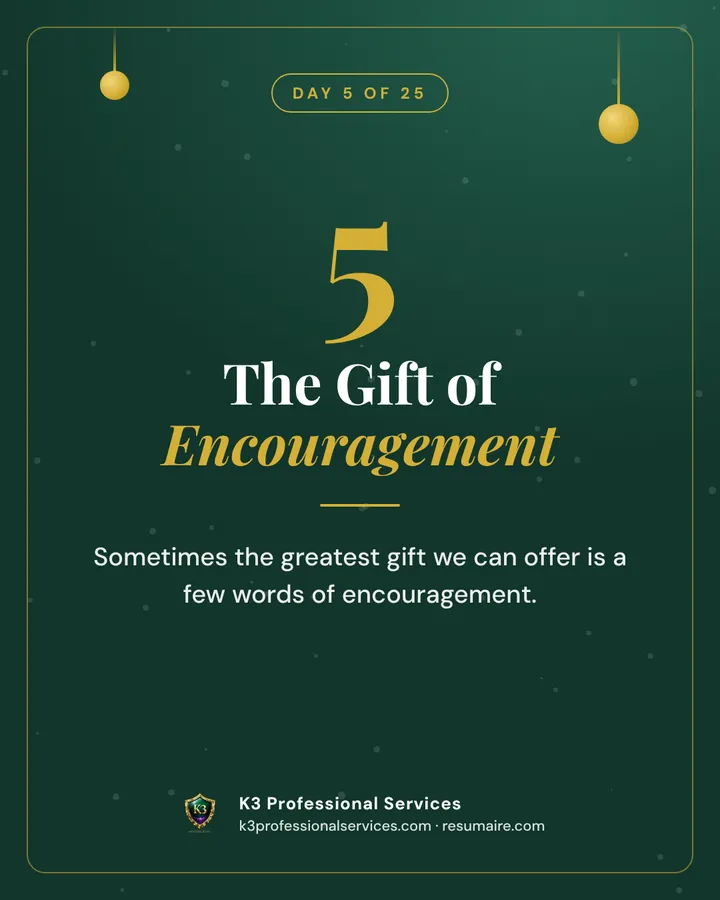 DAY 5 OF 25
5
The Gift of
Encouragement
Sometimes the greatest gift we can offer is a
few words of encouragement.
K3
K3 Professional Services
k3professionalservices.com · resumaire.com